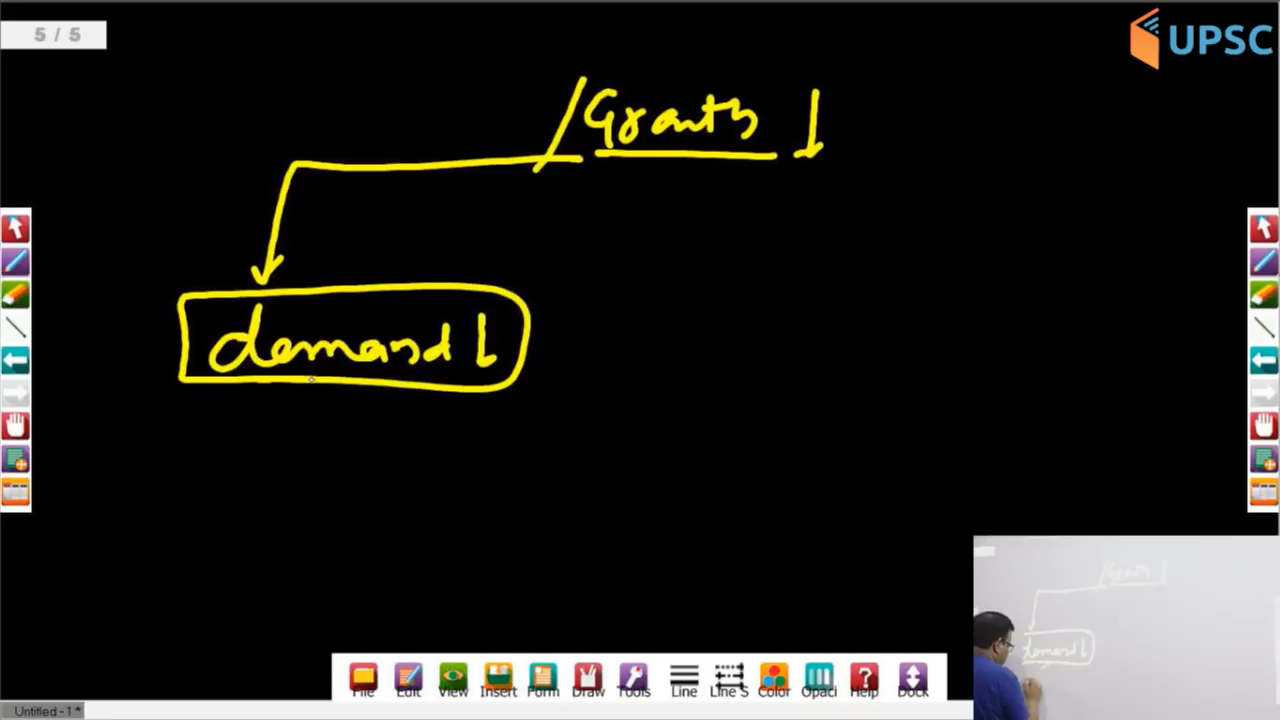 5 / 5
UPSC
Growth ↓
demand ↓
File Edit View Insert Form Draw Tools Line Line S Color Opaci Help Dock
Untitled - 1 *